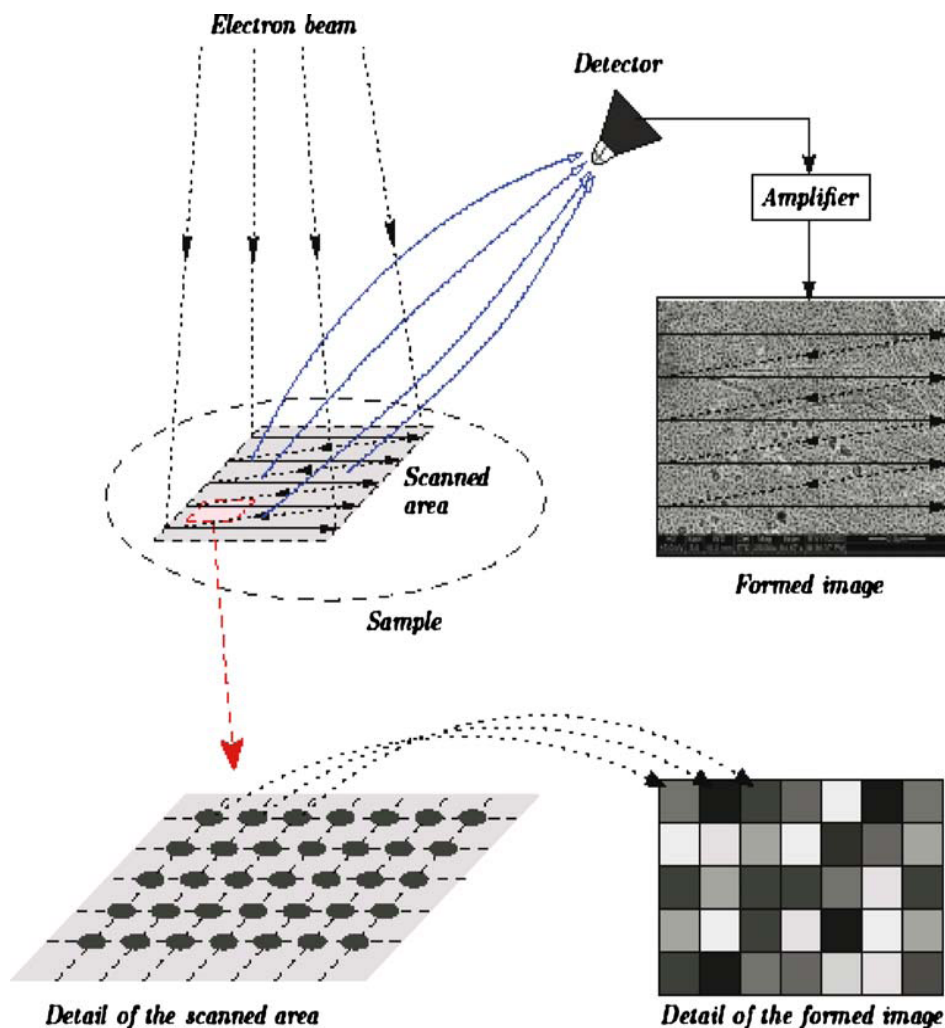 Electron beam
Detector
Amplifier
Scanned
area
Formed image
Sample
Detail of the scanned area
Detail of the formed image